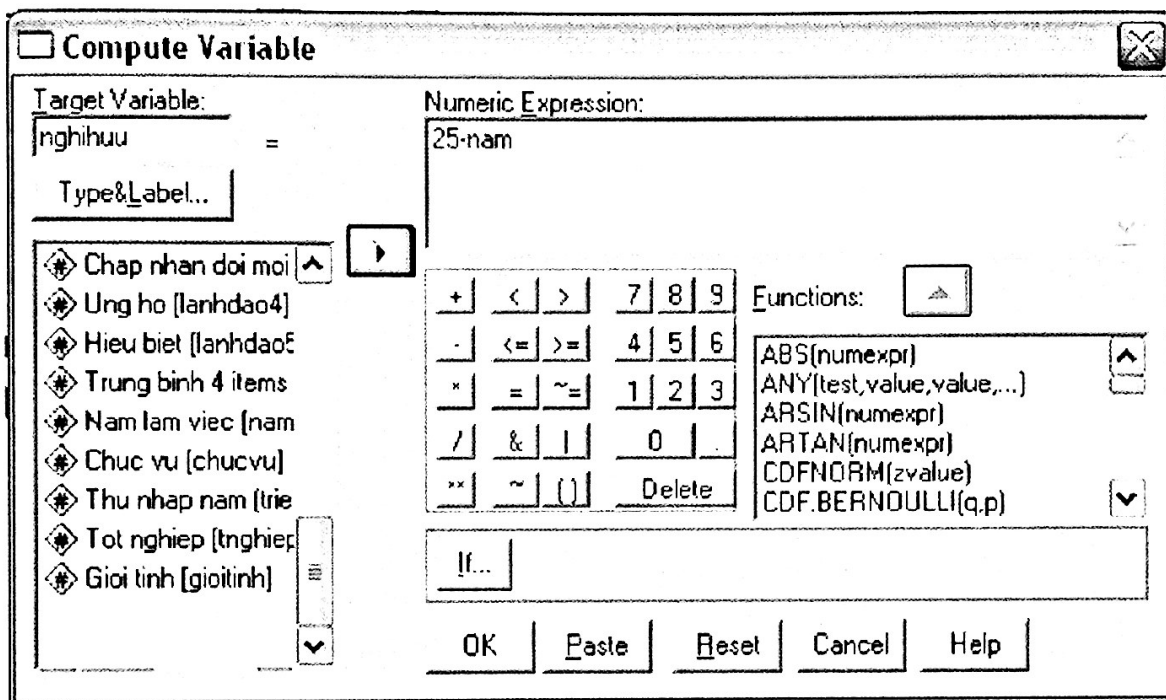 Compute Variable
Target Variable:
nghihuu
=
Type&Label...
Numeric Expression:
25-nam
Chap nhan doi moi
Ung ho [lanhdao4]
Hieu biet [lanhdao5
Trung binh 4 items
Nam lam viec [nam
Chuc vu [chucvu]
Thu nhap nam [trie
Tot nghiep [tnghiep
Gioi tinh [gioitinh]
+ < > 7 8 9
- <= >= 4 5 6
* = ~= 1 2 3
/ & | 0 .
** ~ () Delete
Functions:
ABS(numexpr)
ANY(test,value,value,...)
ARSIN(numexpr)
ARTAN(numexpr)
CDFNORM(zvalue)
CDF.BERNOULLI(q,p)
If...
OK Paste Reset Cancel Help